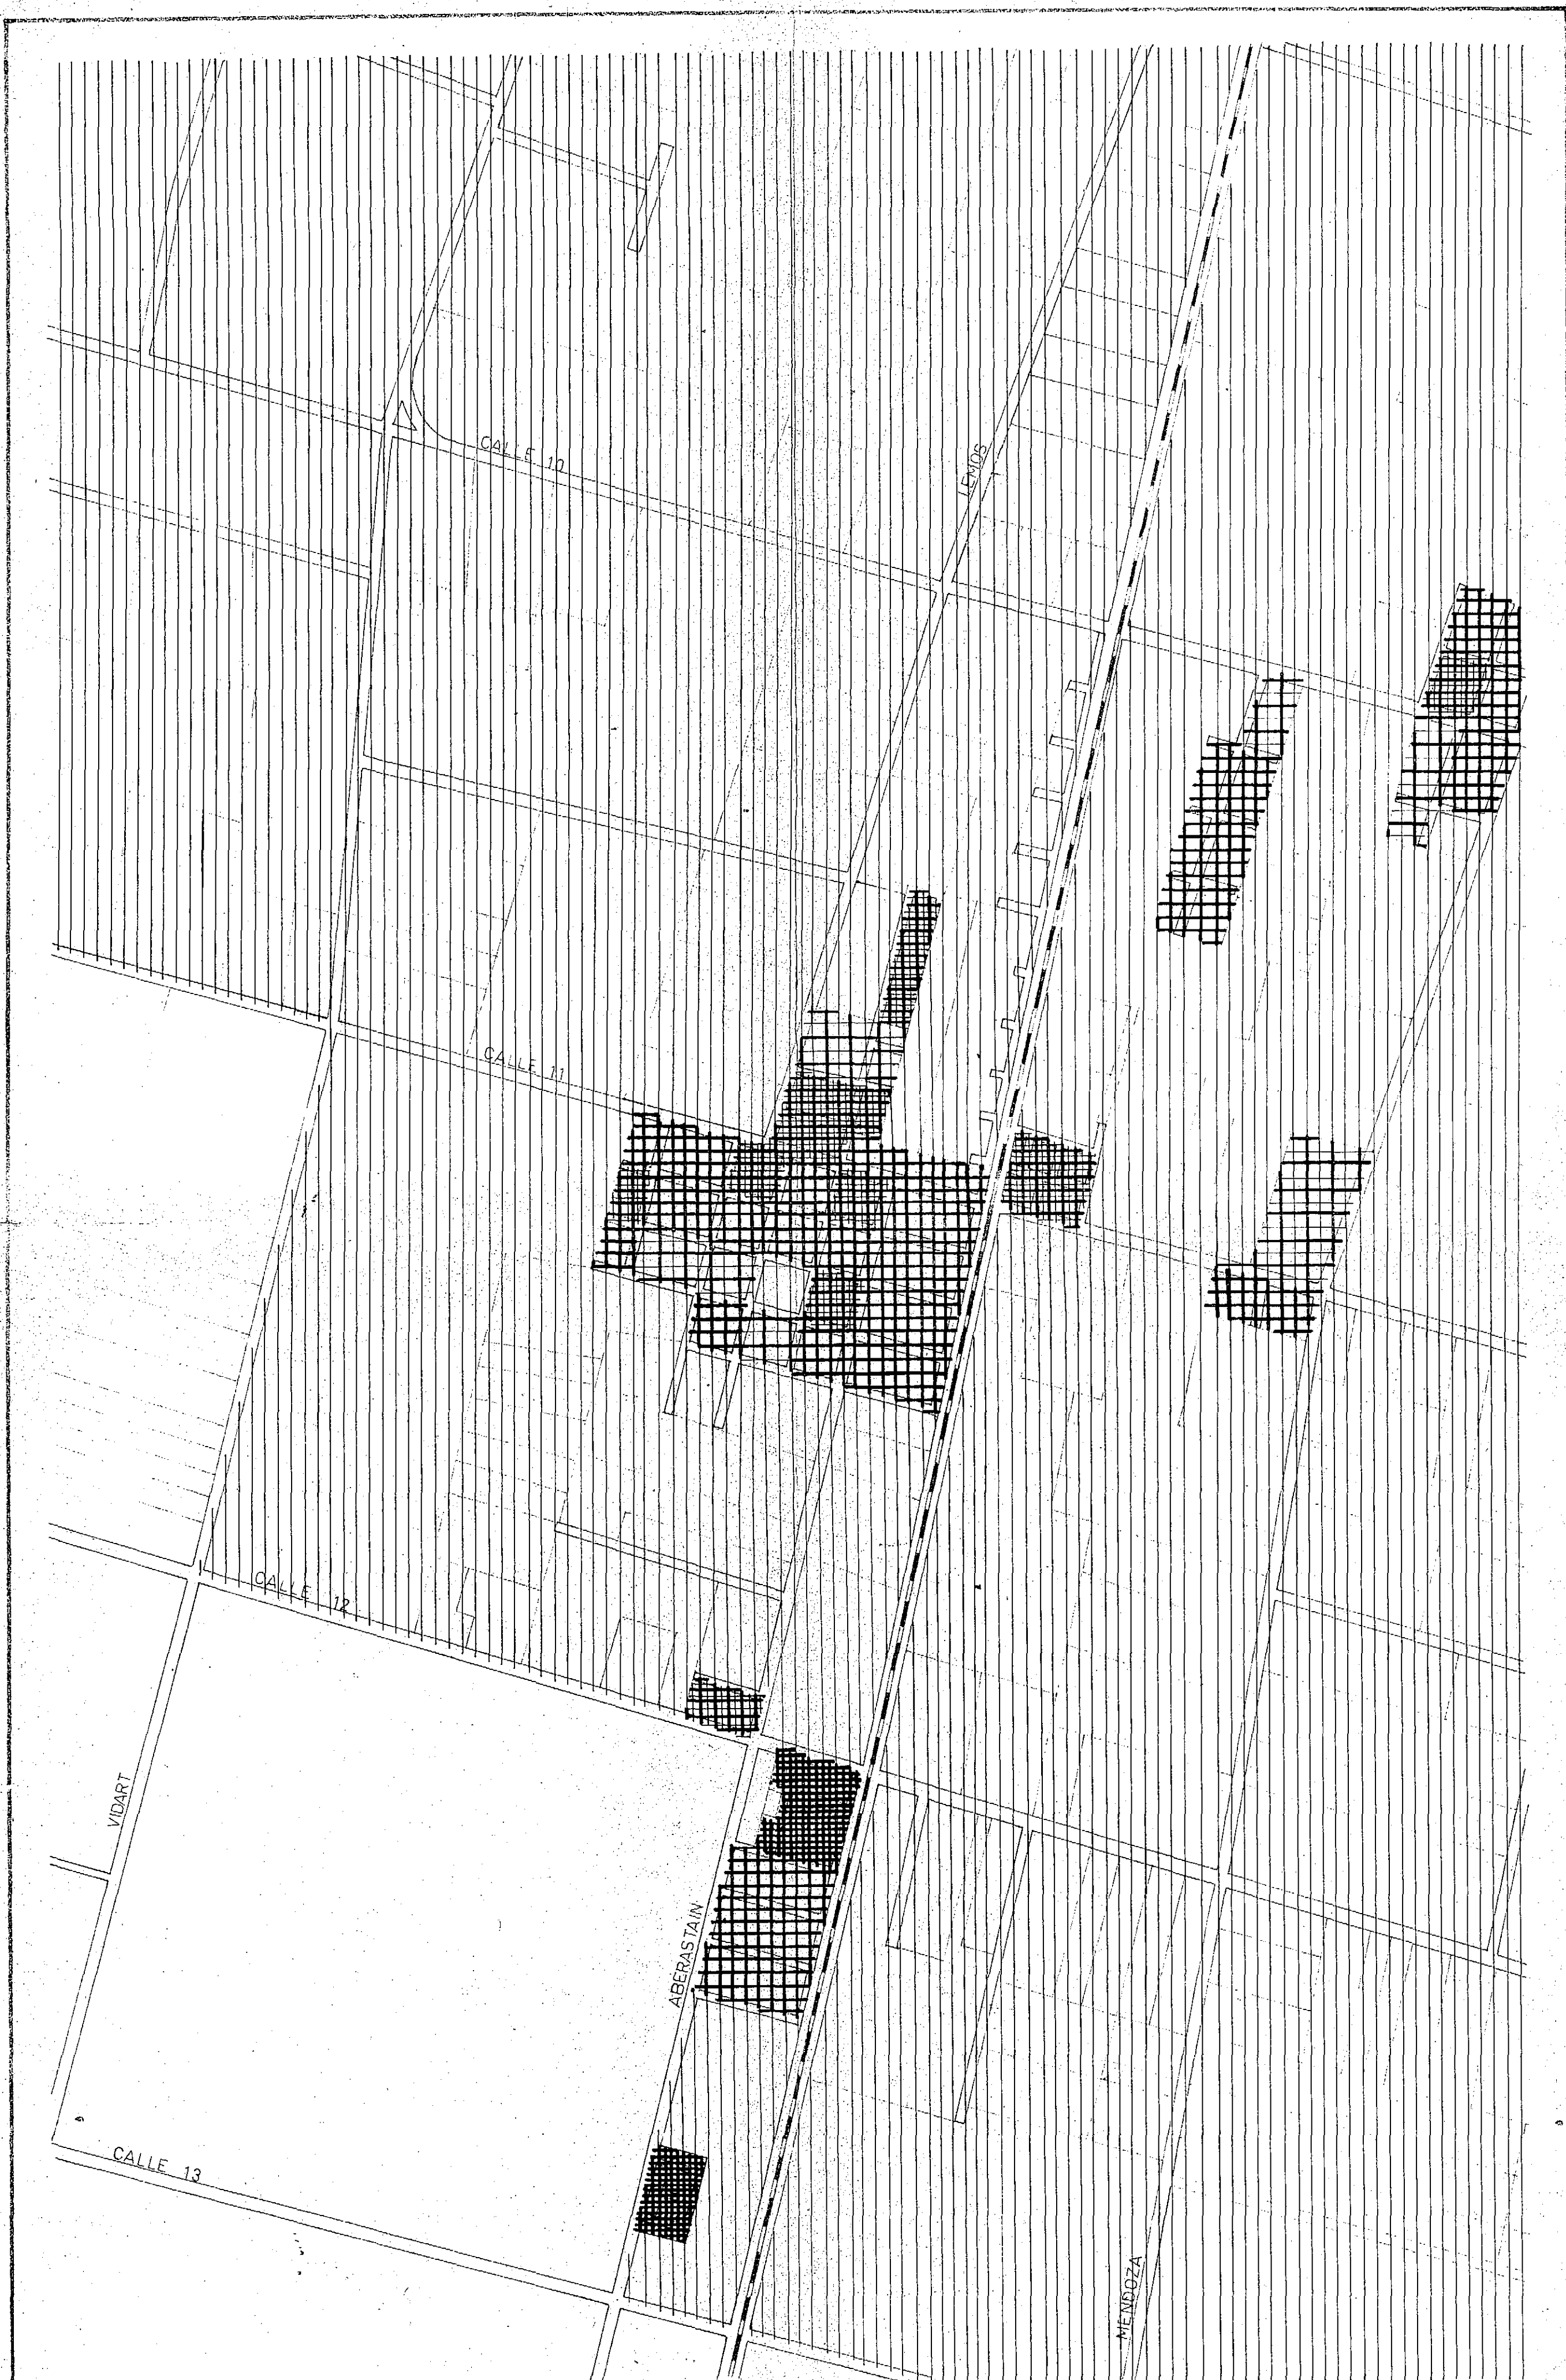 CALLE 10
LEMOS
CALLE 11
CALLE 12
VIDART
ABERASTAIN
CALLE 13
MENDOZA